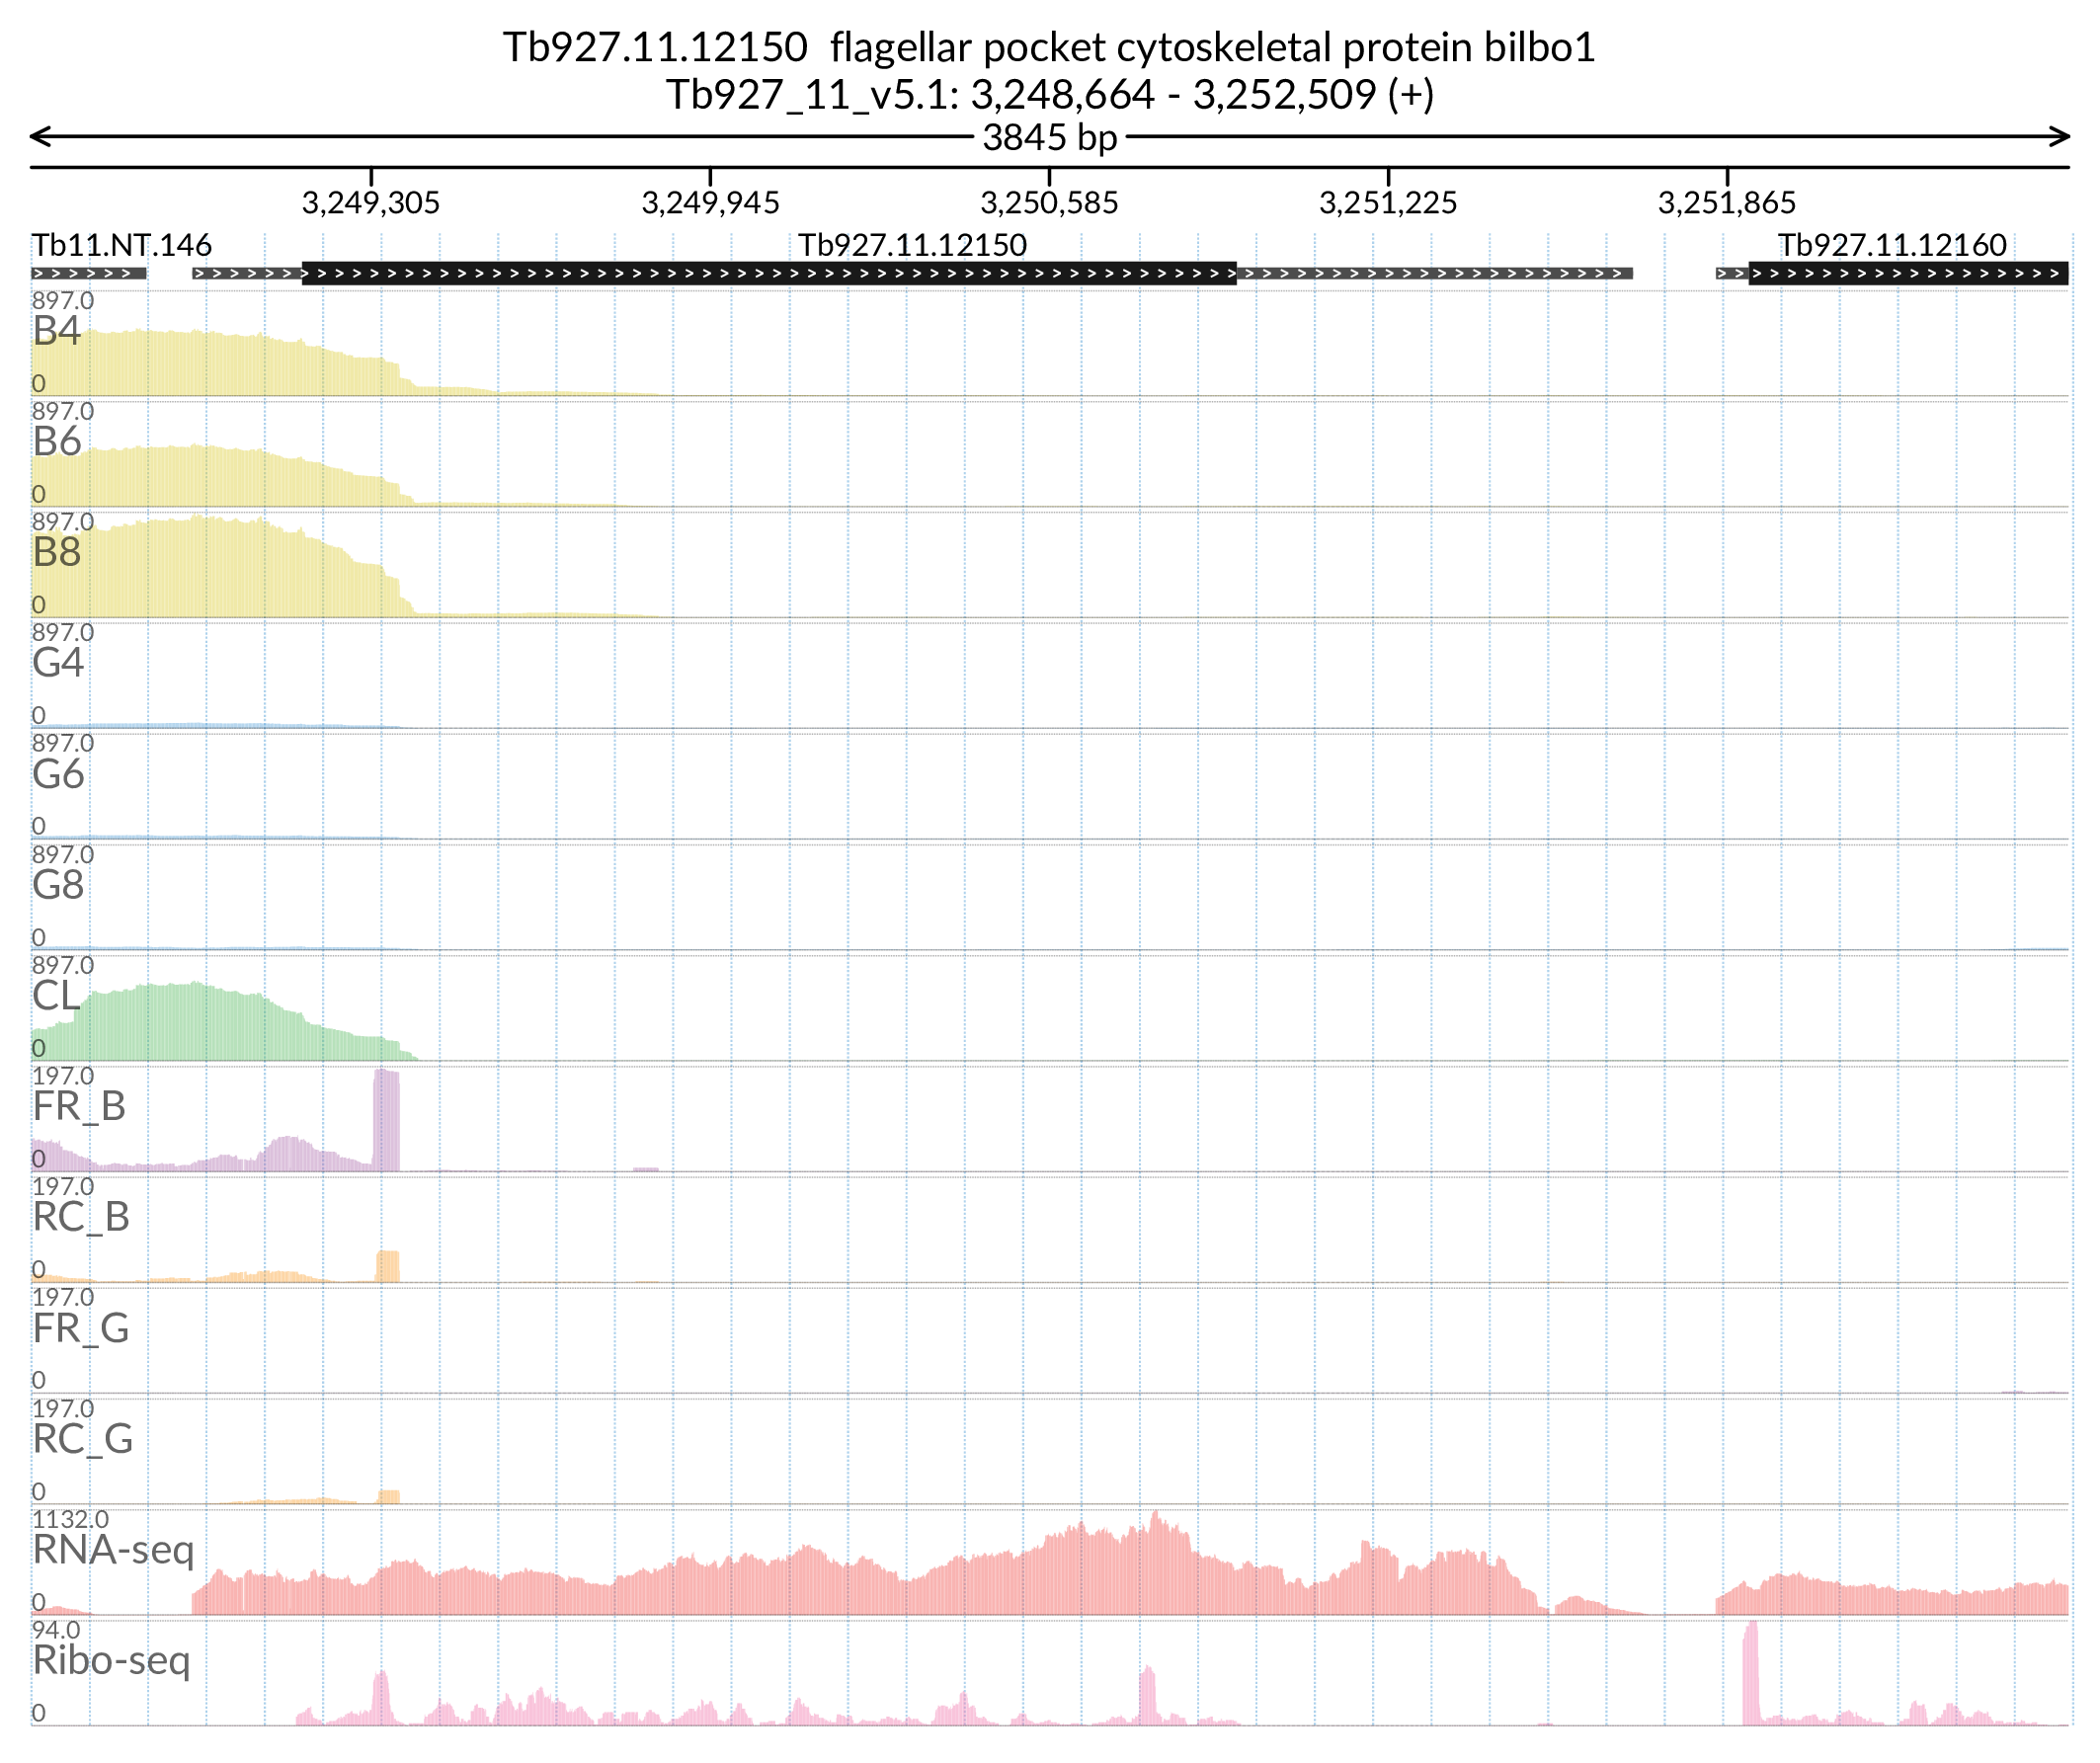 Tb927.11.12150  flagellar pocket cytoskeletal protein bilbo1
Tb927_11_v5.1: 3,248,664 - 3,252,509 (+)
3845 bp
3,249,305 3,249,945 3,250,585 3,251,225 3,251,865
Tb11.NT.146 Tb927.11.12150 Tb927.11.12160
897.0
B4
0
897.0
B6
0
897.0
B8
0
897.0
G4
0
897.0
G6
0
897.0
G8
0
897.0
CL
0
197.0
FR_B
0
197.0
RC_B
0
197.0
FR_G
0
197.0
RC_G
0
1132.0
RNA-seq
0
94.0
Ribo-seq
0